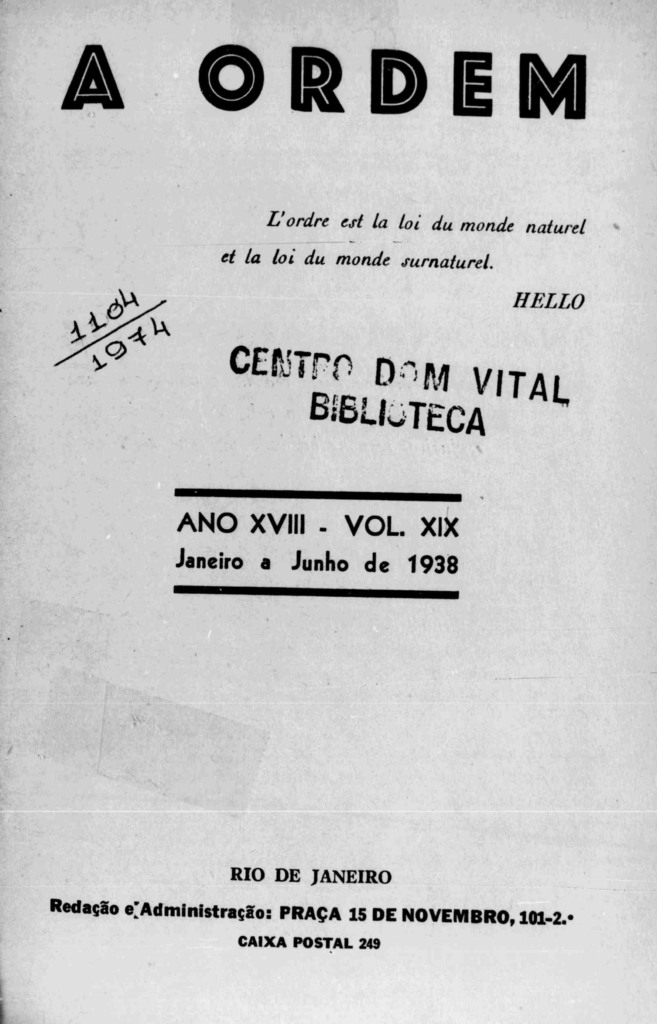 A ORDEM
L'ordre est la loi du monde naturel
et la loi du monde surnaturel.
HELLO
1104
1974
CENTRO DOM VITAL
BIBLIOTECA
ANO XVIII - VOL. XIX
Janeiro a Junho de 1938
RIO DE JANEIRO
Redação e Administração: PRAÇA 15 DE NOVEMBRO, 101-2.º
CAIXA POSTAL 249